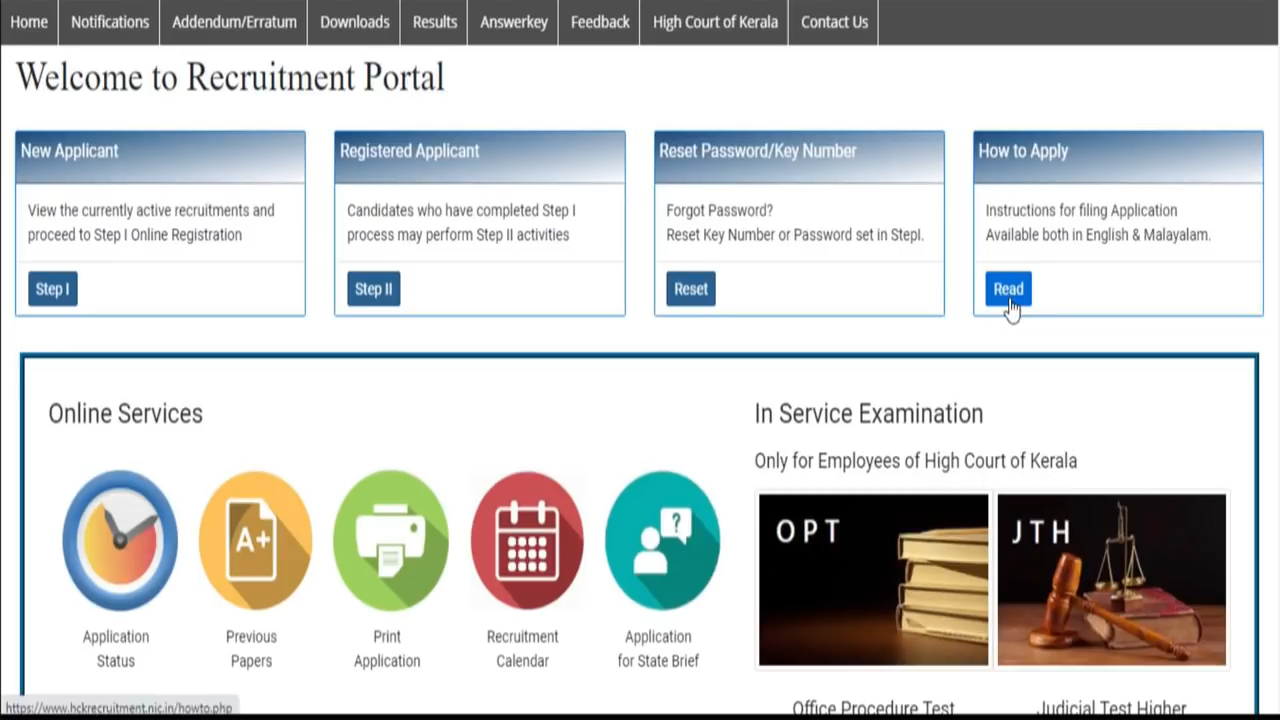 Home Notifications Addendum/Erratum Downloads Results Answerkey Feedback High Court of Kerala Contact Us
Welcome to Recruitment Portal
New Applicant
View the currently active recruitments and
proceed to Step I Online Registration
Step I
Registered Applicant
Candidates who have completed Step I
process may perform Step II activities
Step II
Reset Password/Key Number
Forgot Password?
Reset Key Number or Password set in StepI.
Reset
How to Apply
Instructions for filing Application
Available both in English & Malayalam.
Read
Online Services
A+
?
Application
Status
Previous
Papers
Print
Application
Recruitment
Calendar
Application
for State Brief
In Service Examination
Only for Employees of High Court of Kerala
OPT
JTH
Office Procedure Test
Judicial Test Higher
https://www.hckrecruitment.nic.in/howto.php